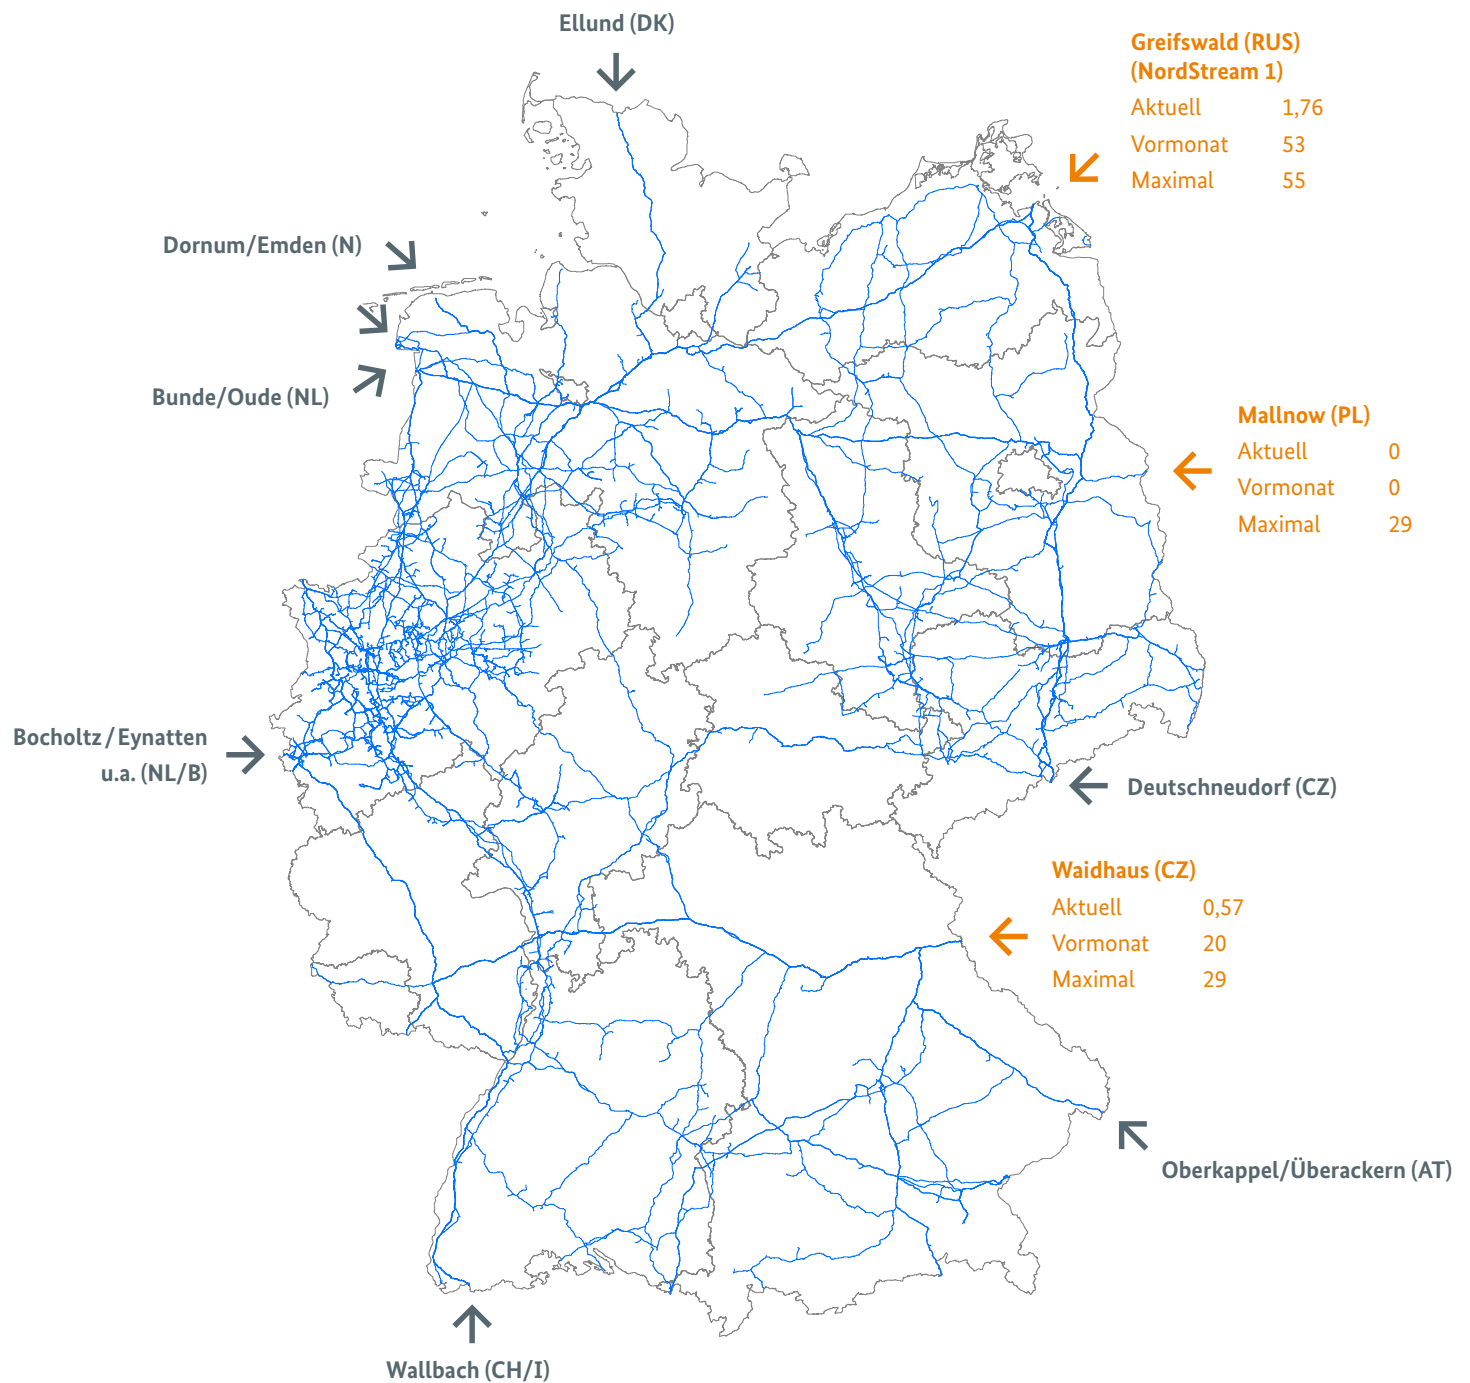 Ellund (DK)
Greifswald (RUS)
(NordStream 1)
Aktuell 1,76
Vormonat 53
Maximal 55
Dornum/Emden (N)
Bunde/Oude (NL)
Mallnow (PL)
Aktuell 0
Vormonat 0
Maximal 29
Bocholtz / Eynatten
u.a. (NL/B)
Deutschneudorf (CZ)
Waidhaus (CZ)
Aktuell 0,57
Vormonat 20
Maximal 29
Oberkappel/Überackern (AT)
Wallbach (CH/I)